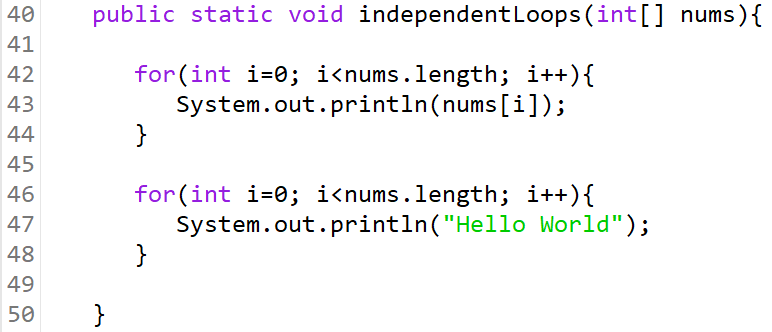 40    public static void independentLoops(int[] nums){
41
42       for(int i=0; i<nums.length; i++){
43          System.out.println(nums[i]);
44       }
45
46       for(int i=0; i<nums.length; i++){
47          System.out.println("Hello World");
48       }
49
50    }